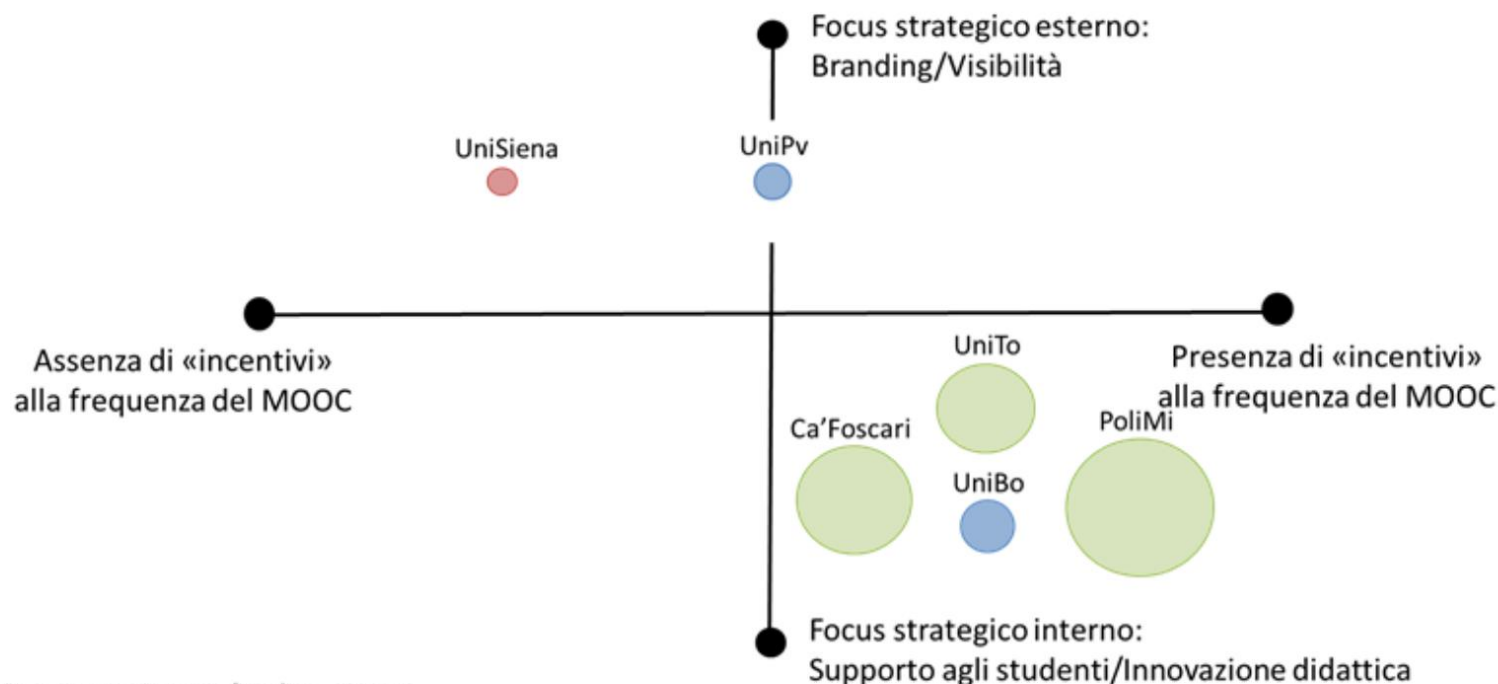 Focus strategico esterno:
Branding/Visibilità
UniSiena
UniPv
Assenza di «incentivi»
alla frequenza del MOOC
Presenza di «incentivi»
alla frequenza del MOOC
UniTo
Ca'Foscari
PoliMi
UniBo
Focus strategico interno:
Supporto agli studenti/Innovazione didattica